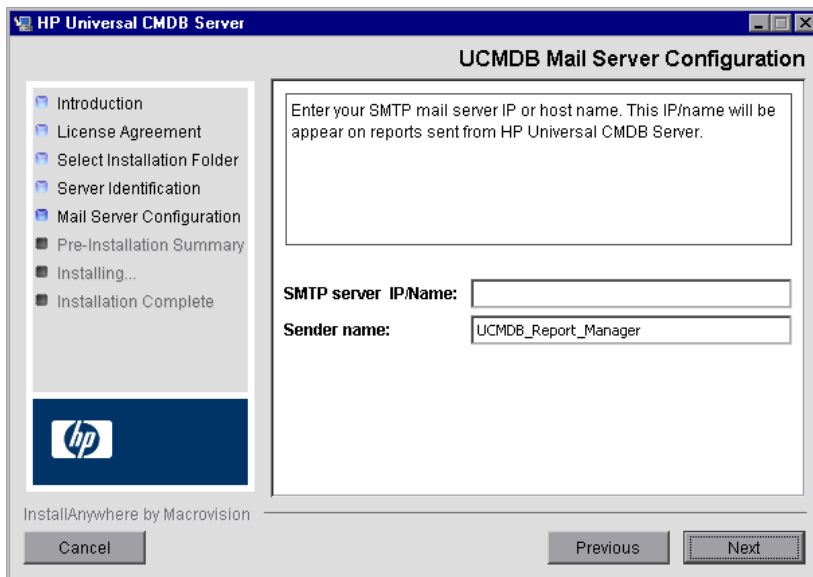 HP Universal CMDB Server
UCMDB Mail Server Configuration
Introduction
License Agreement
Select Installation Folder
Server Identification
Mail Server Configuration
Pre-Installation Summary
Installing...
Installation Complete
Enter your SMTP mail server IP or host name. This IP/name will be
appear on reports sent from HP Universal CMDB Server.
SMTP server IP/Name:
Sender name:
UCMDB_Report_Manager
hp
InstallAnywhere by Macrovision
Cancel
Previous
Next